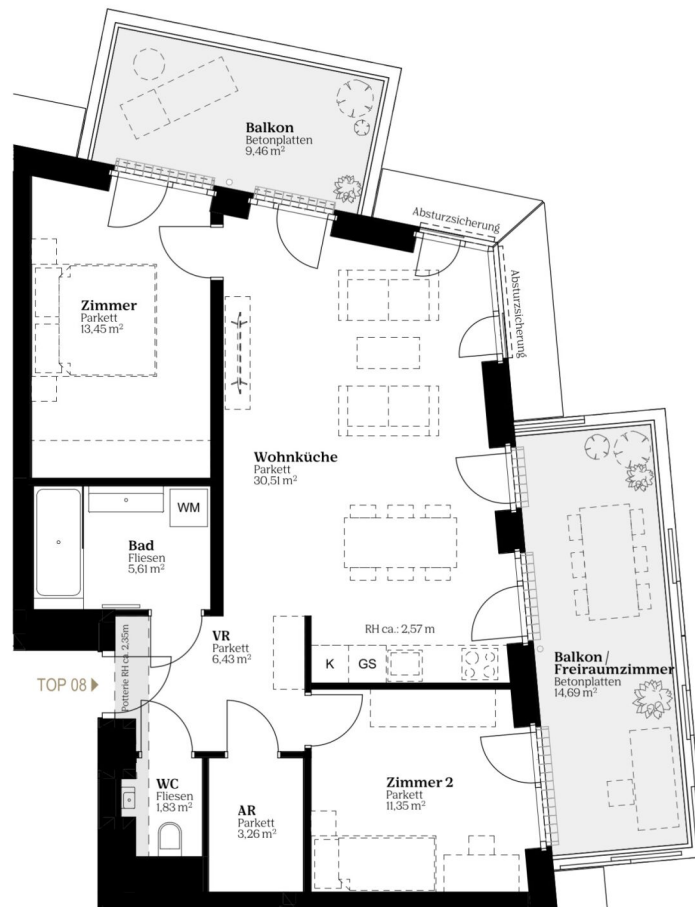 Balkon
Betonplatten
9,46 m²
Absturzsicherung
Absturzsicherung
Zimmer
Parkett
13,45 m²
Wohnküche
Parkett
30,51 m²
WM
Bad
Fliesen
5,61 m²
VR
Parkett
6,43 m²
RH ca.: 2,57 m
K
GS
Balkon/
Freiraumzimmer
Betonplatten
14,69 m²
TOP 08
Potterie RH ca. 2,35m
WC
Fliesen
1,83 m²
AR
Parkett
3,26 m²
Zimmer 2
Parkett
11,35 m²